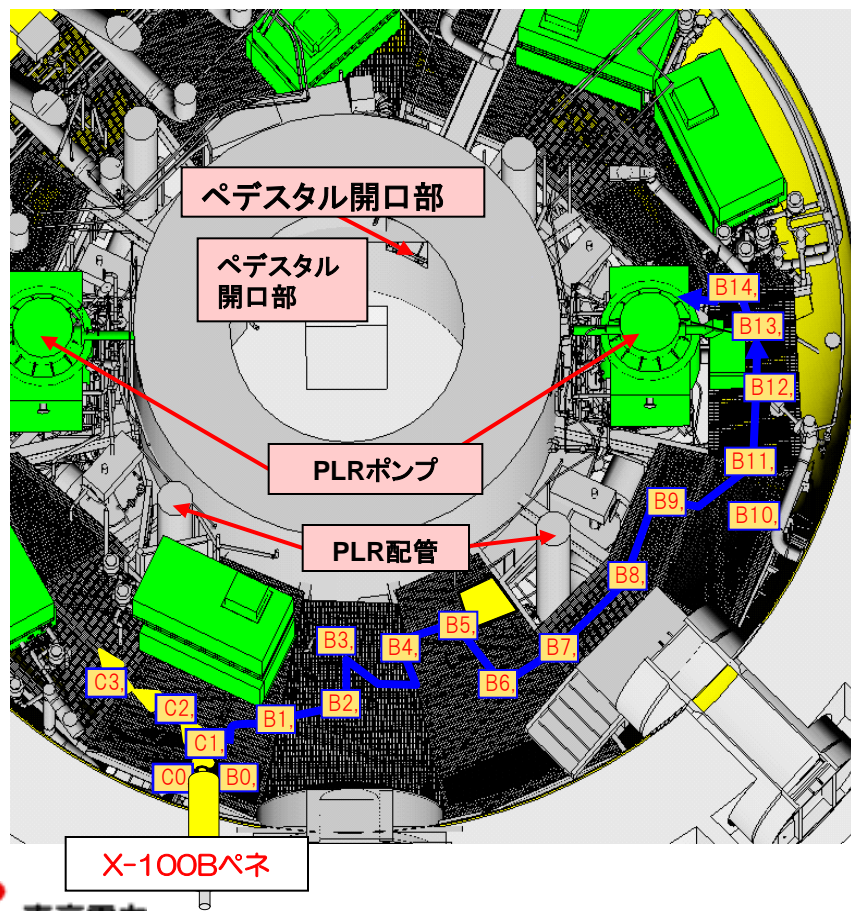 ペデスタル開口部
ペデスタル
開口部
B14,
B13,
B12,
PLRポンプ
B11,
B9,
B10,
PLR配管
B8,
B3,
B4,
B5,
B7,
B6,
C3,
C2,
B2,
B1,
C1,
C0
B0,
X-100Bペネ